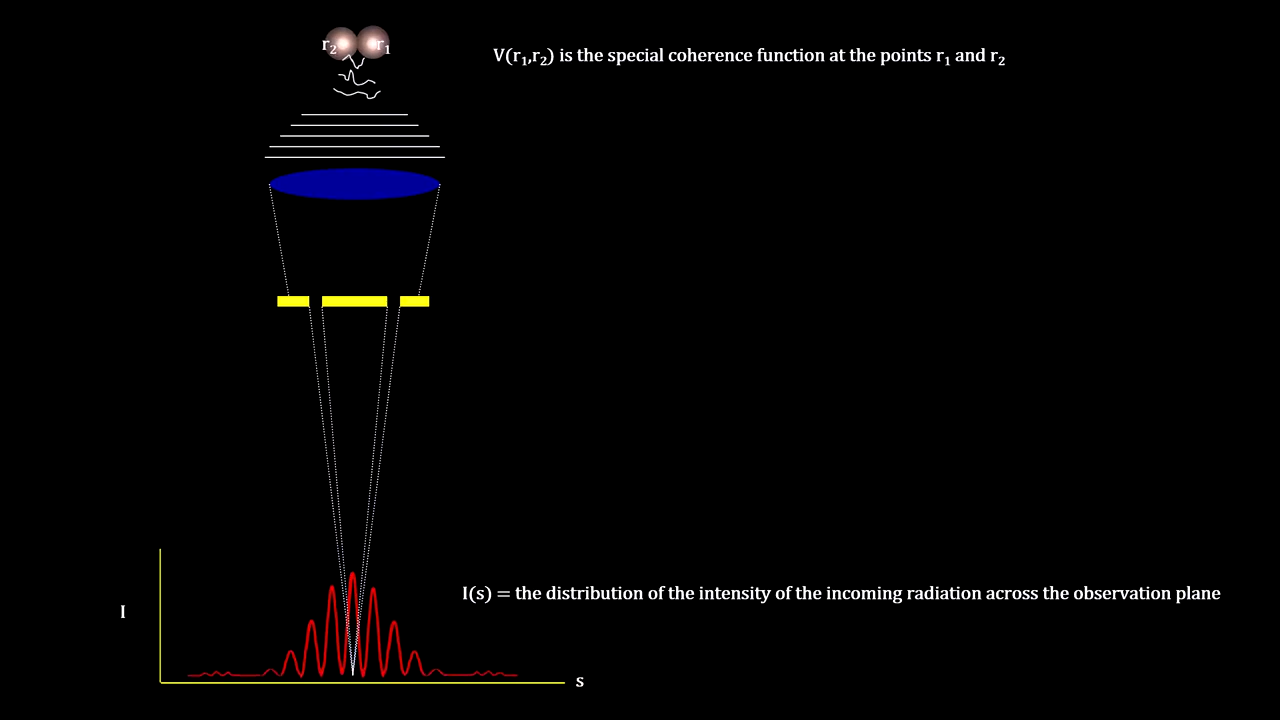 r₂ r₁
V(r₁,r₂) is the special coherence function at the points r₁ and r₂
I(s) = the distribution of the intensity of the incoming radiation across the observation plane
I
s